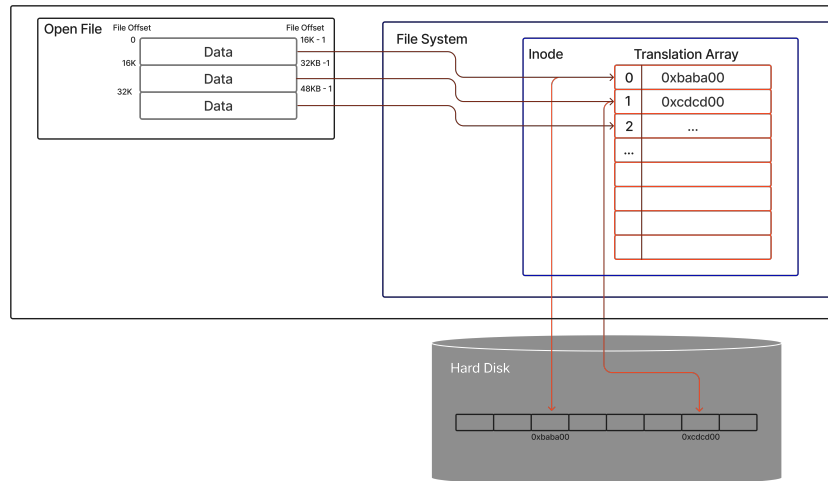 Open File
File Offset
File Offset
0
Data
16K - 1
16K
Data
32KB -1
32K
Data
48KB - 1
File System
Inode
Translation Array
0
0xbaba00
1
0xcdcd00
2
...
...
Hard Disk
0xbaba00
0xcdcd00